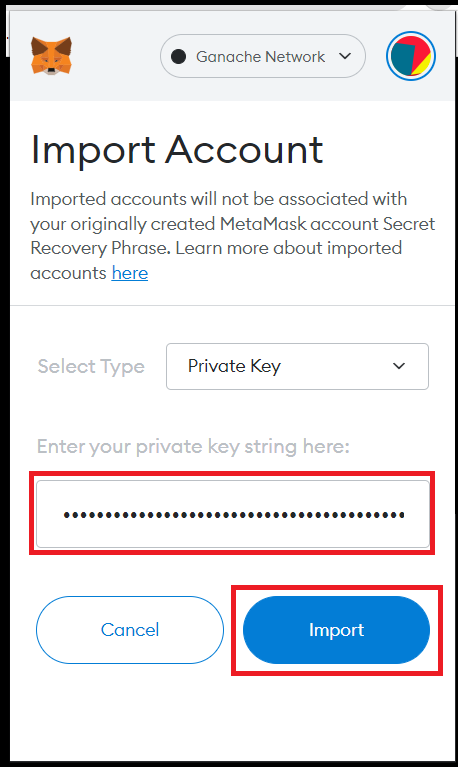 Ganache Network
Import Account
Imported accounts will not be associated with
your originally created MetaMask account Secret
Recovery Phrase. Learn more about imported
accounts here
Select Type
Private Key
Enter your private key string here:
Cancel
Import